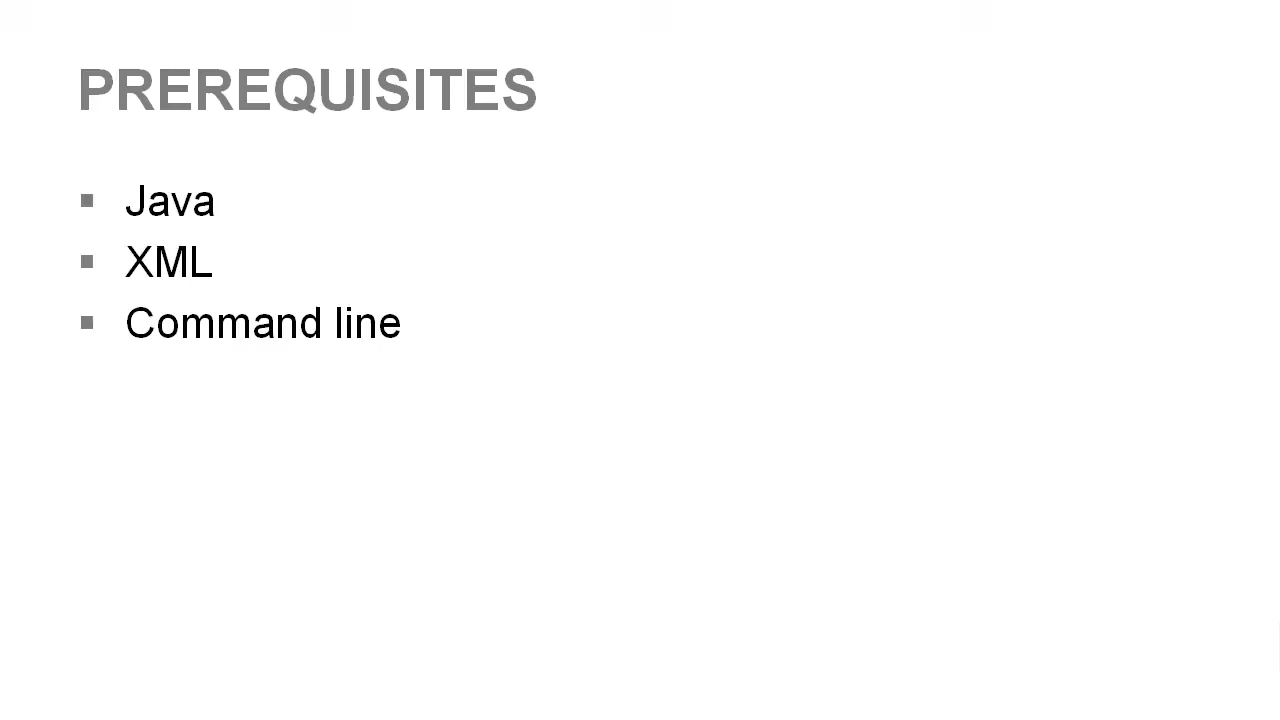 PREREQUISITES
▪ Java
▪ XML
▪ Command line